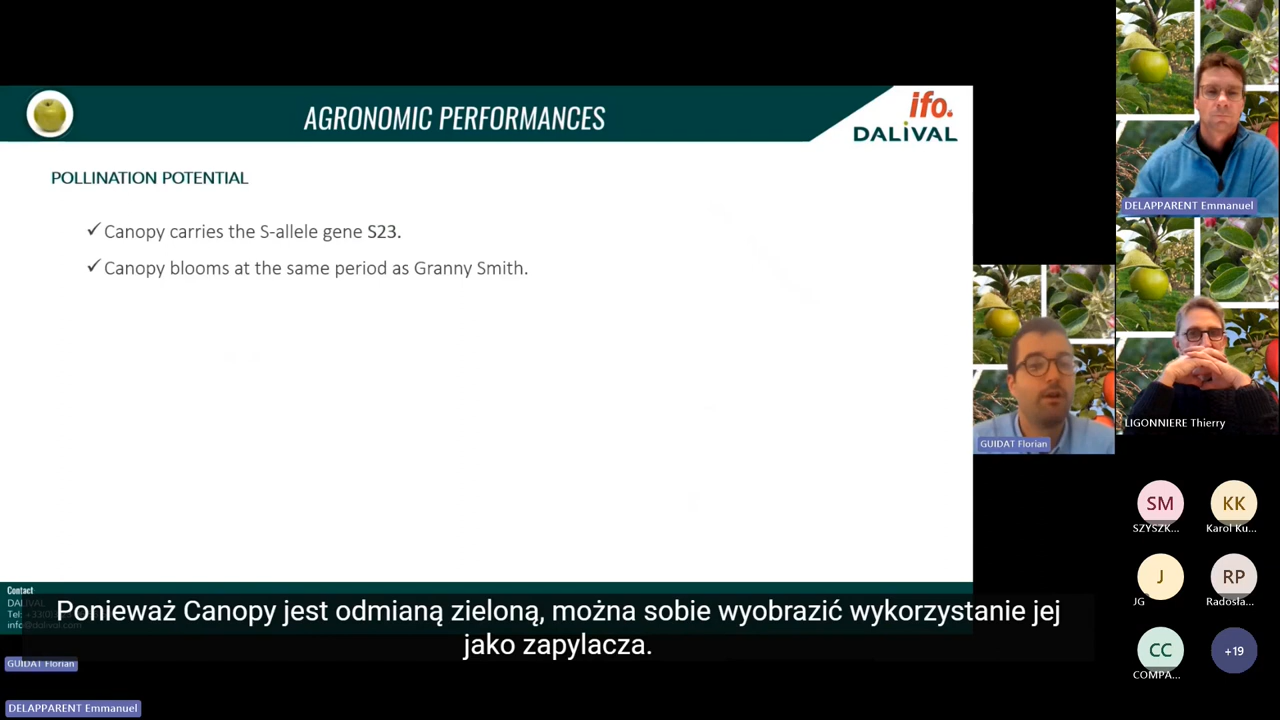 AGRONOMIC PERFORMANCES
ifo.
DALIVAL
POLLINATION POTENTIAL
✓Canopy carries the S-allele gene S23.
✓Canopy blooms at the same period as Granny Smith.
DELAPPARENT Emmanuel
LIGONNIERE Thierry
GUIDAT Florian
SM
SZYSZK...
KK
Karol Ku...
J
JG
RP
Radosła...
CC
COMPA...
+19
Contact
Ponieważ Canopy jest odmianą zieloną, można sobie wyobrazić wykorzystanie jej
jako zapylacza.
GUIDAT Florian
DELAPPARENT Emmanuel